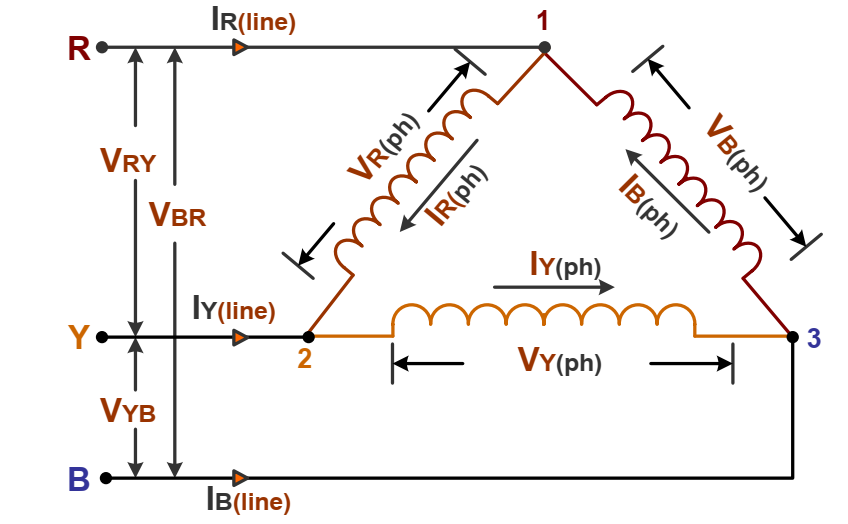 IR(line)
1
R
VR(ph)
VB(ph)
VRY
IR(ph)
IB(ph)
VBR
IY(ph)
IY(line)
Y
2
3
VY(ph)
VYB
B
IB(line)